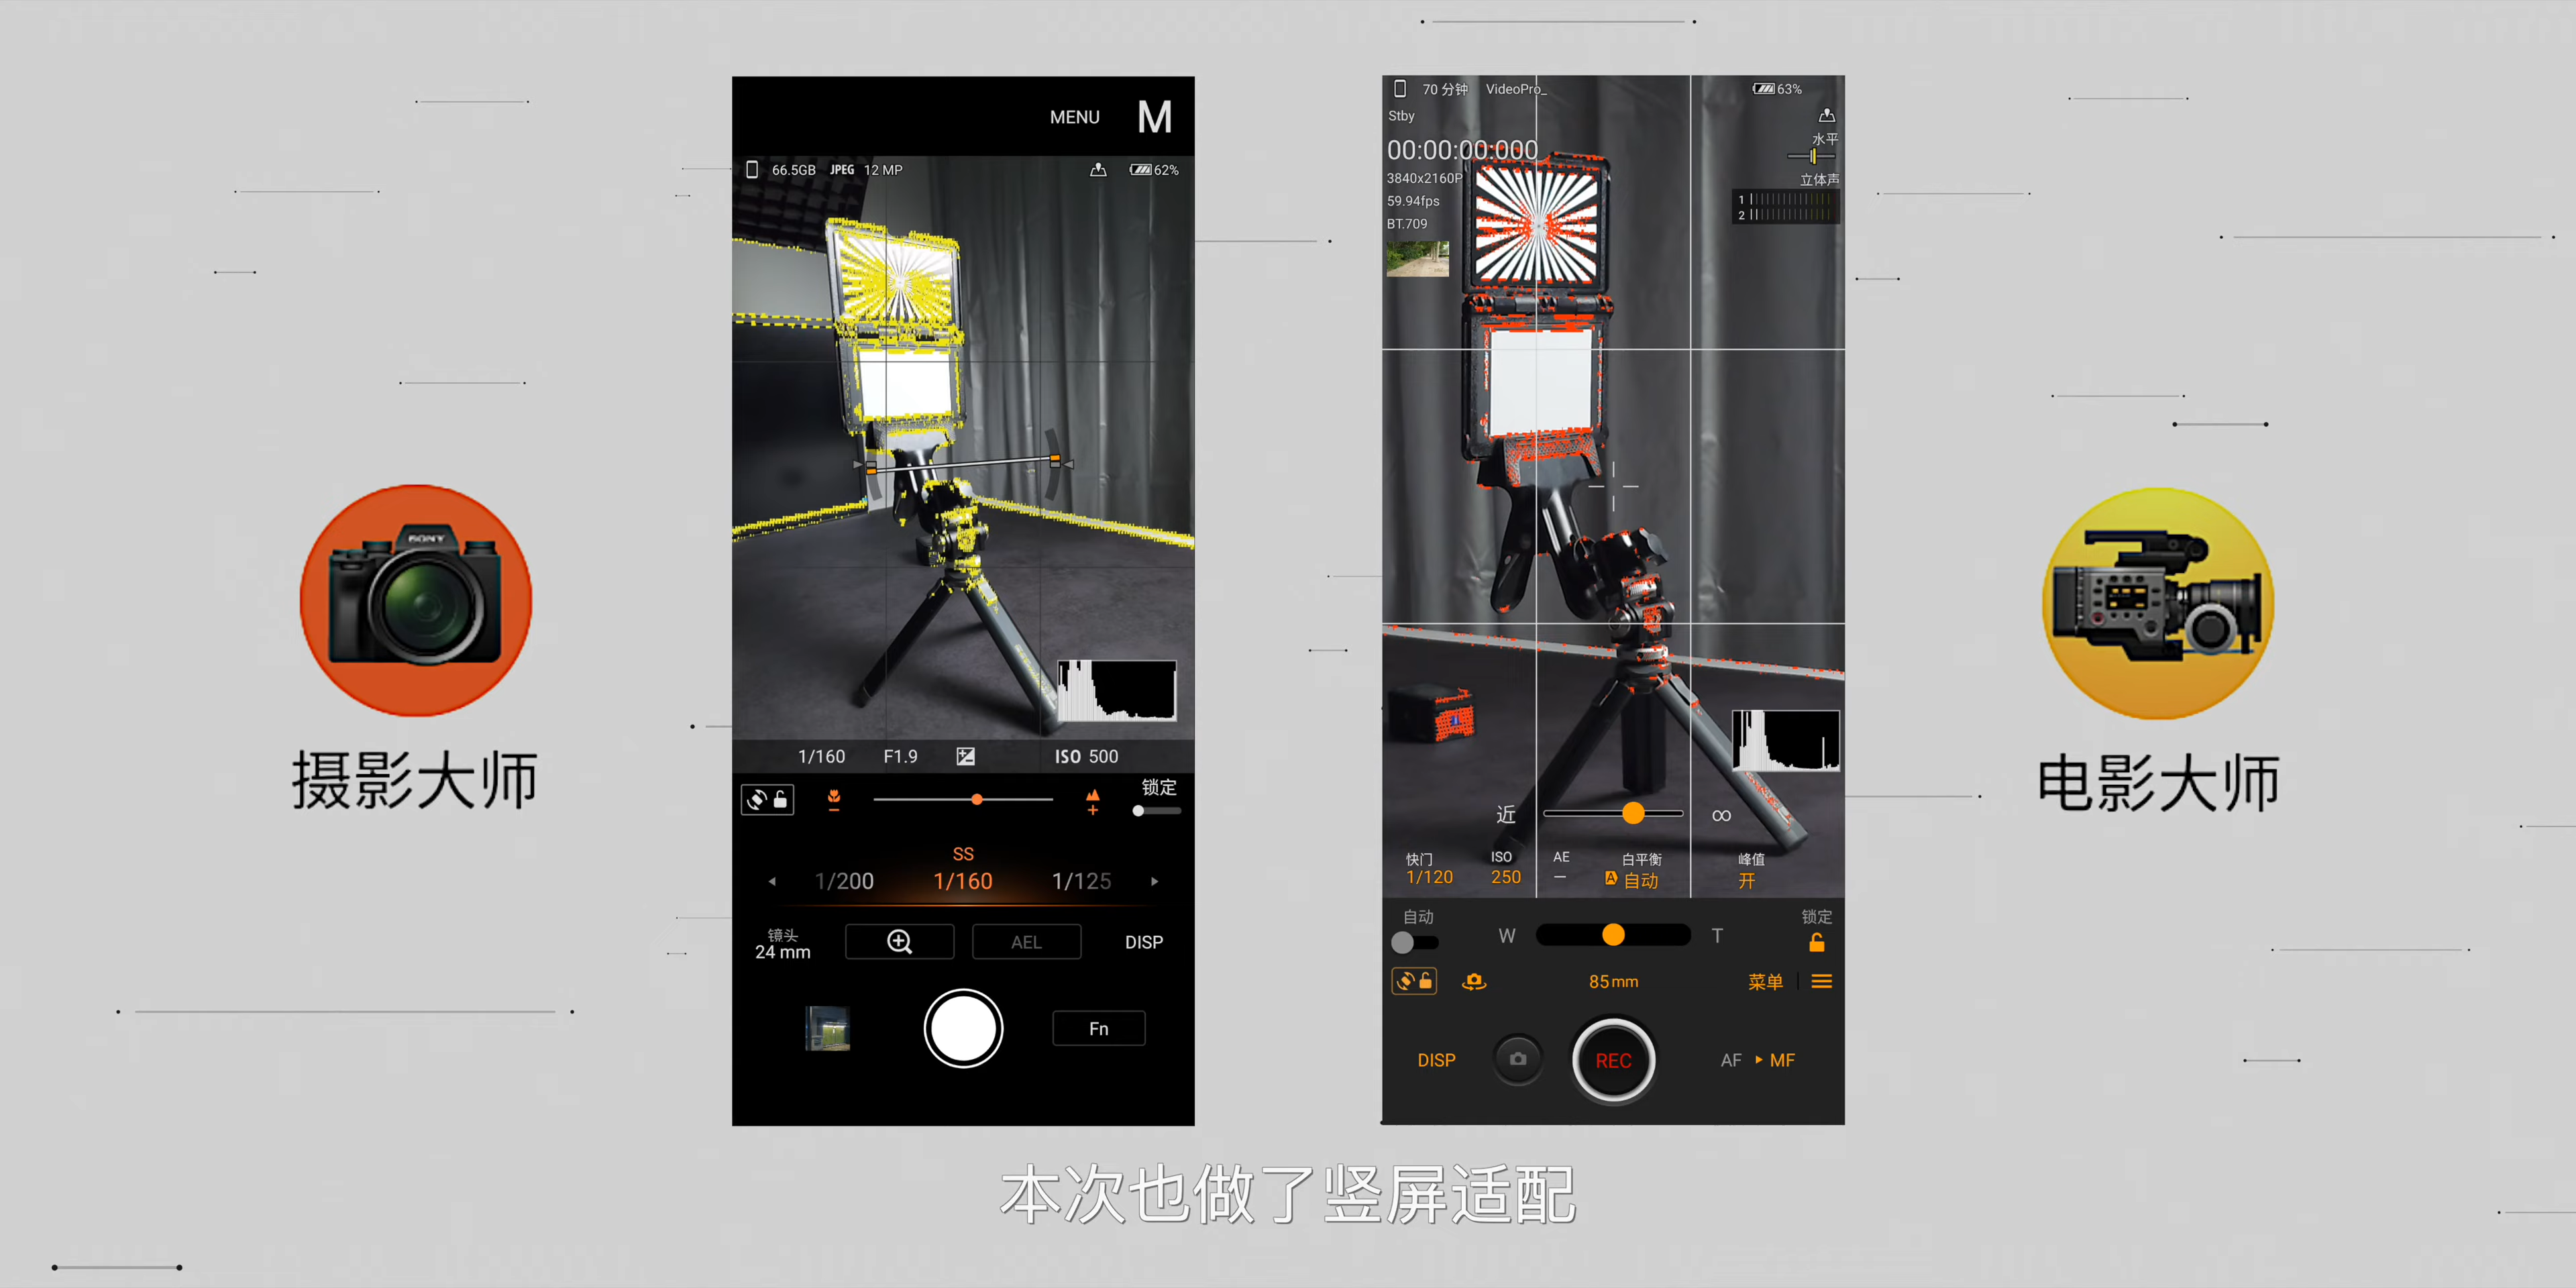 SONY
摄影大师
MENU M
66.5GB JPEG 12 MP 62%
1/160 F1.9 ISO 500
锁定
SS
1/200 1/160 1/125
镜头
24 mm
AEL DISP
Fn
70 分钟 VideoPro_ 63%
Stby
水平
00:00:00:000
3840x2160P
立体声
59.94fps
1
2
BT.709
近 ∞
快门 ISO AE 白平衡 峰值
1/120 250 — A 自动 开
自动 W T 锁定
85mm 菜单
DISP REC AF MF
电影大师
本次也做了竖屏适配